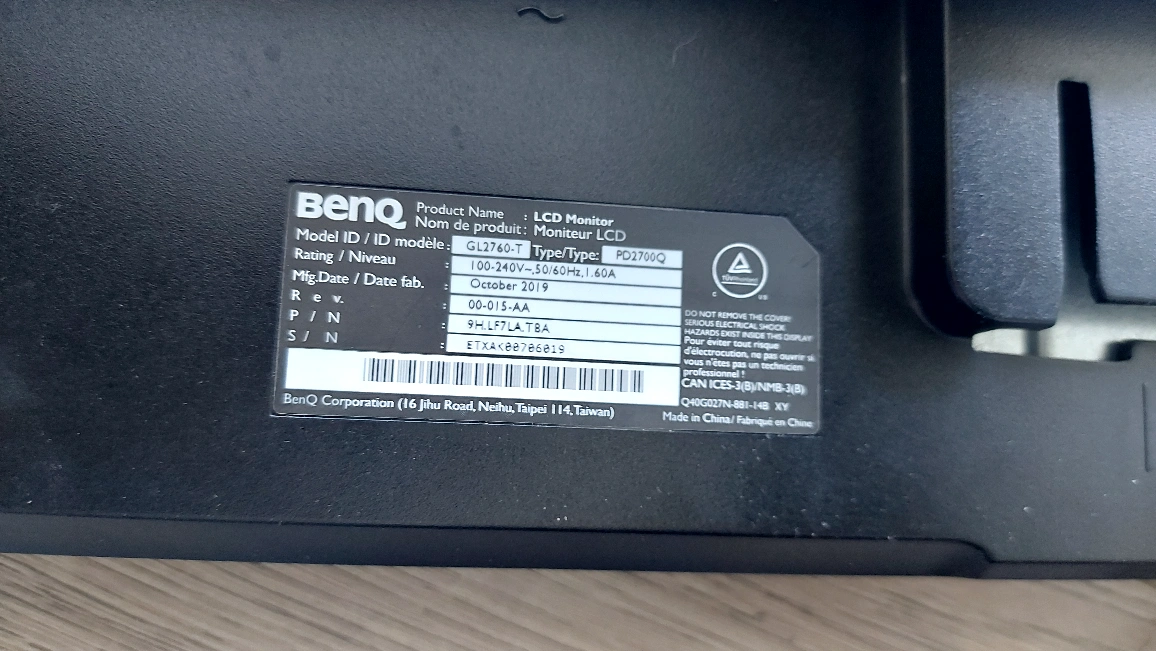 BenQ
Product Name : LCD Monitor
Nom de produit : Moniteur LCD
Model ID / ID modèle : GL2760-T Type/Type: PD2700Q
Rating / Niveau : 100-240V~,50/60Hz,1.60A
Mfg.Date / Date fab. : October 2019
Rev. : 00-015-AA
P / N : 9H.LF7LA.TBA
S / N : ETXAK00706019
BenQ Corporation (16 Jihu Road, Neihu, Taipei 114, Taiwan)
TÜVRheinland
C US
DO NOT REMOVE THE COVER!
SERIOUS ELECTRICAL SHOCK
HAZARDS EXIST INSIDE THIS DISPLAY
Pour éviter tout risque
d'électrocution, ne pas ouvrir si
vous n'êtes pas un technicien
professionnel !
CAN ICES-3(B)/NMB-3(B)
Q40G027N-881-14B XY
Made in China/ Fabriqué en Chine